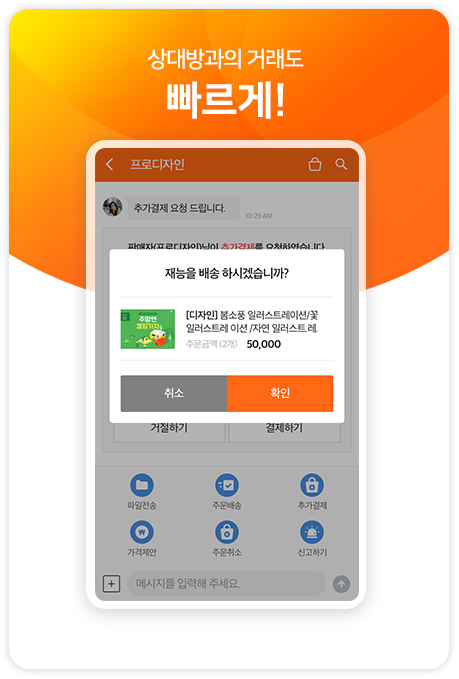 상대방과의 거래도
빠르게!
프로디자인
추가결제 요청 드립니다.
10:29 AM
판매자(프로디자인)님이 추가결제를 요청하였습니다.
재능을 배송 하시겠습니까?
주말엔
캠핑가자
[디자인] 봄소풍 일러스트레이션/꽃
일러스트레 이션 /자연 일러스트.레.
주문금액 (2개) 50,000
취소 확인
거절하기 결제하기
파일전송 주문배송 추가결제
가격제안 주문취소 신고하기
메시지를 입력해 주세요.